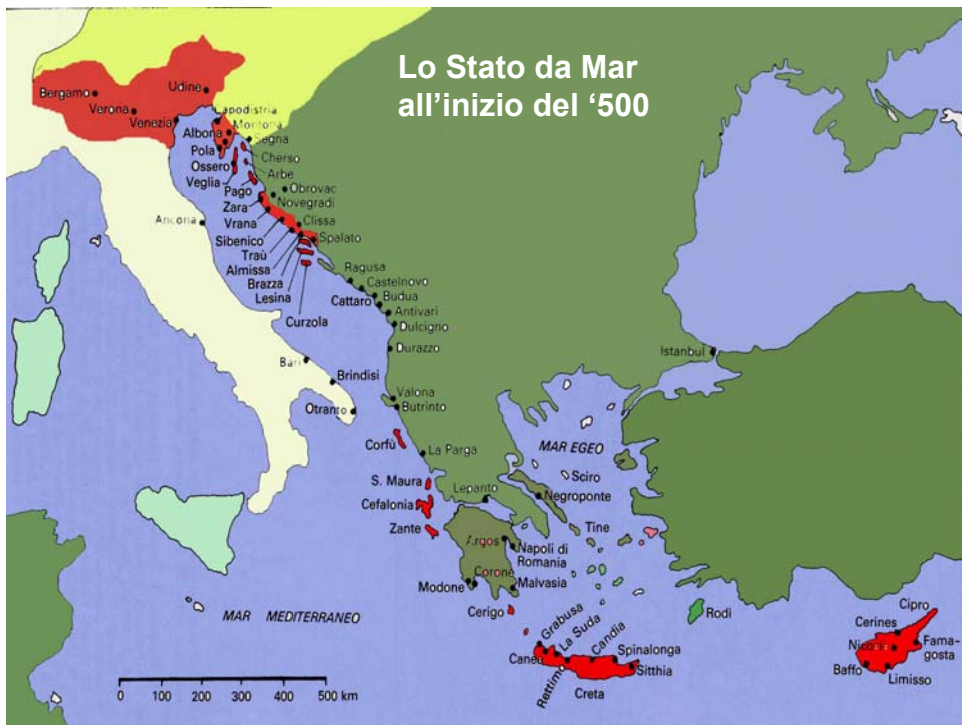 Lo Stato da Mar
all'inizio del '500
Bergamo
Verona
Venezia
Udine
Capodistria
Montona
Albona
Segna
Pola
Cherso
Ossero
Arbe
Veglia
Pago
Obrovac
Zara
Novegradi
Vrana
Clissa
Sibenico
Spalato
Traù
Almissa
Brazza
Lesina
Curzola
Ancona
Ragusa
Castelnovo
Cattaro
Budua
Antivari
Dulcigno
Durazzo
Istanbul
Bari
Brindisi
Otranto
Valona
Butrinto
Corfù
La Parga
MAR EGEO
Sciro
S. Maura
Lepanto
Negroponte
Cefalonia
Zante
Tine
Argos
Napoli di
Romania
Corone
Modone
Malvasia
Cerigo
Rodi
MAR MEDITERRANEO
Grabusa
La Suda
Candia
Canea
Spinalonga
Rettimo
Sitthia
Creta
Cipro
Cerines
Nicosia
Fama-
gosta
Baffo
Limisso
0 100 200 300 400 500 km